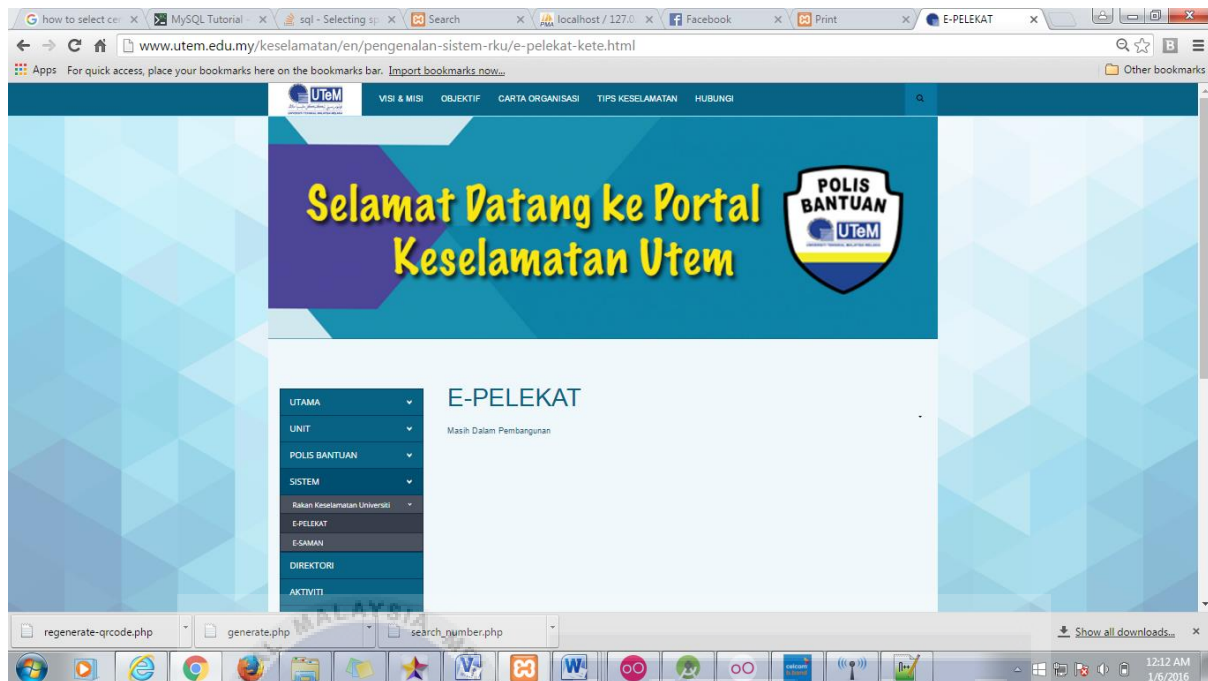 how to select cer
MySQL Tutorial -
sql - Selecting sp
Search
localhost / 127.0.
Facebook
Print
E-PELEKAT
www.utem.edu.my/keselamatan/en/pengenalan-sistem-rku/e-pelekat-kete.html
Apps For quick access, place your bookmarks here on the bookmarks bar. Import bookmarks now...
Other bookmarks
UTeM
VISI & MISI OBJEKTIF CARTA ORGANISASI TIPS KESELAMATAN HUBUNGI
Selamat Datang ke Portal
Keselamatan Utem
POLIS
BANTUAN
UTeM
UTAMA
UNIT
POLIS BANTUAN
SISTEM
Rakan Keselamatan Universiti
E-PELEKAT
E-SAMAN
DIREKTORI
AKTIVITI
E-PELEKAT
Masih Dalam Pembangunan
MALAYSIA
regenerate-qrcode.php
generate.php
search_number.php
Show all downloads...
12:12 AM
1/6/2016